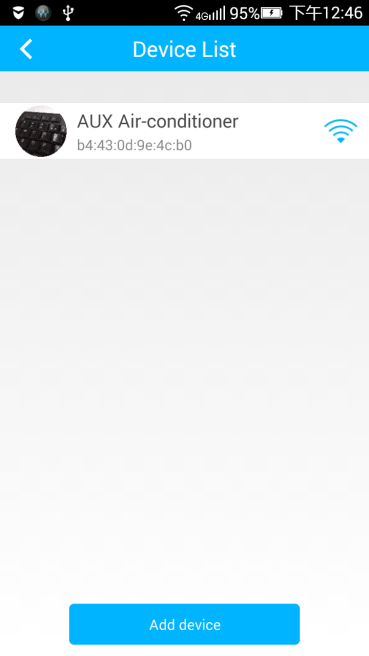 4G 95% 下午12:46
Device List
AUX Air-conditioner
b4:43:0d:9e:4c:b0
Add device